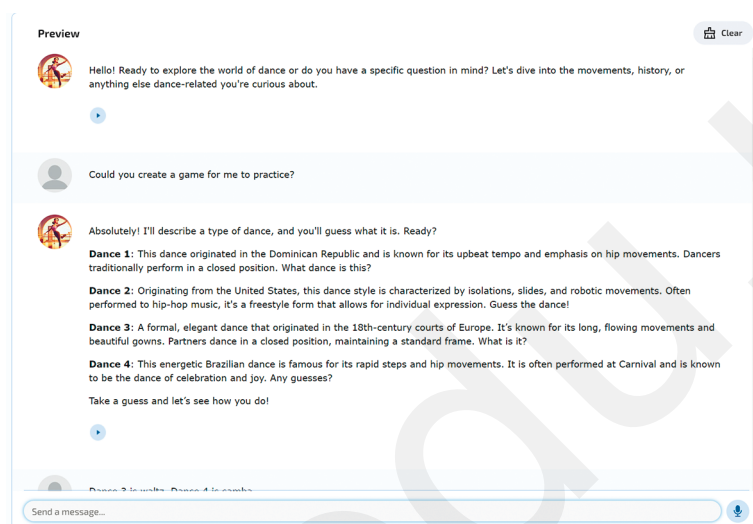 Preview
Clear
Hello! Ready to explore the world of dance or do you have a specific question in mind? Let's dive into the movements, history, or
anything else dance-related you're curious about.
Could you create a game for me to practice?
Absolutely! I'll describe a type of dance, and you'll guess what it is. Ready?
Dance 1: This dance originated in the Dominican Republic and is known for its upbeat tempo and emphasis on hip movements. Dancers
traditionally perform in a closed position. What dance is this?
Dance 2: Originating from the United States, this dance style is characterized by isolations, slides, and robotic movements. Often
performed to hip-hop music, it's a freestyle form that allows for individual expression. Guess the dance!
Dance 3: A formal, elegant dance that originated in the 18th-century courts of Europe. It's known for its long, flowing movements and
beautiful gowns. Partners dance in a closed position, maintaining a standard frame. What is it?
Dance 4: This energetic Brazilian dance is famous for its rapid steps and hip movements. It is often performed at Carnival and is known
to be the dance of celebration and joy. Any guesses?
Take a guess and let's see how you do!
Dance 3 is waltz, Dance 4 is samba
Send a message...